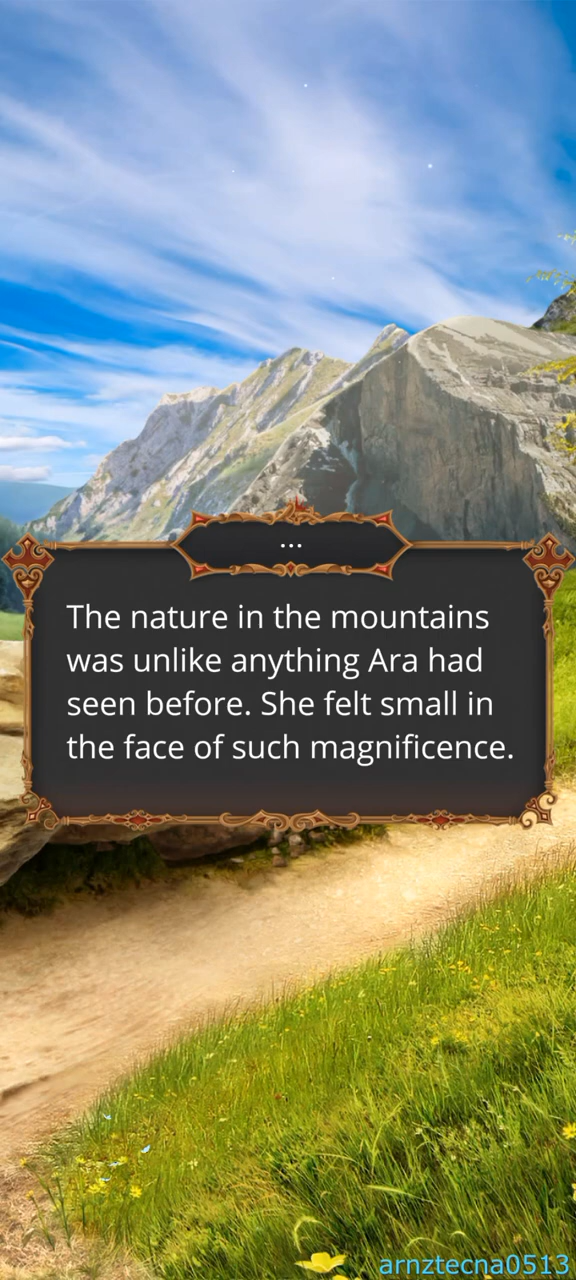 ...
The nature in the mountains
was unlike anything Ara had
seen before. She felt small in
the face of such magnificence.
arnztecna0513